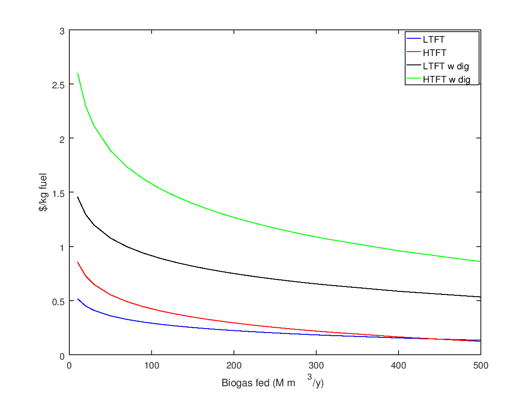 3
2.5
2
1.5
1
0.5
0
$/kg fuel
LTFT
HTFT
LTFT w dig
HTFT w dig
0 100 200 300 400 500
Biogas fed (M m 3/y)